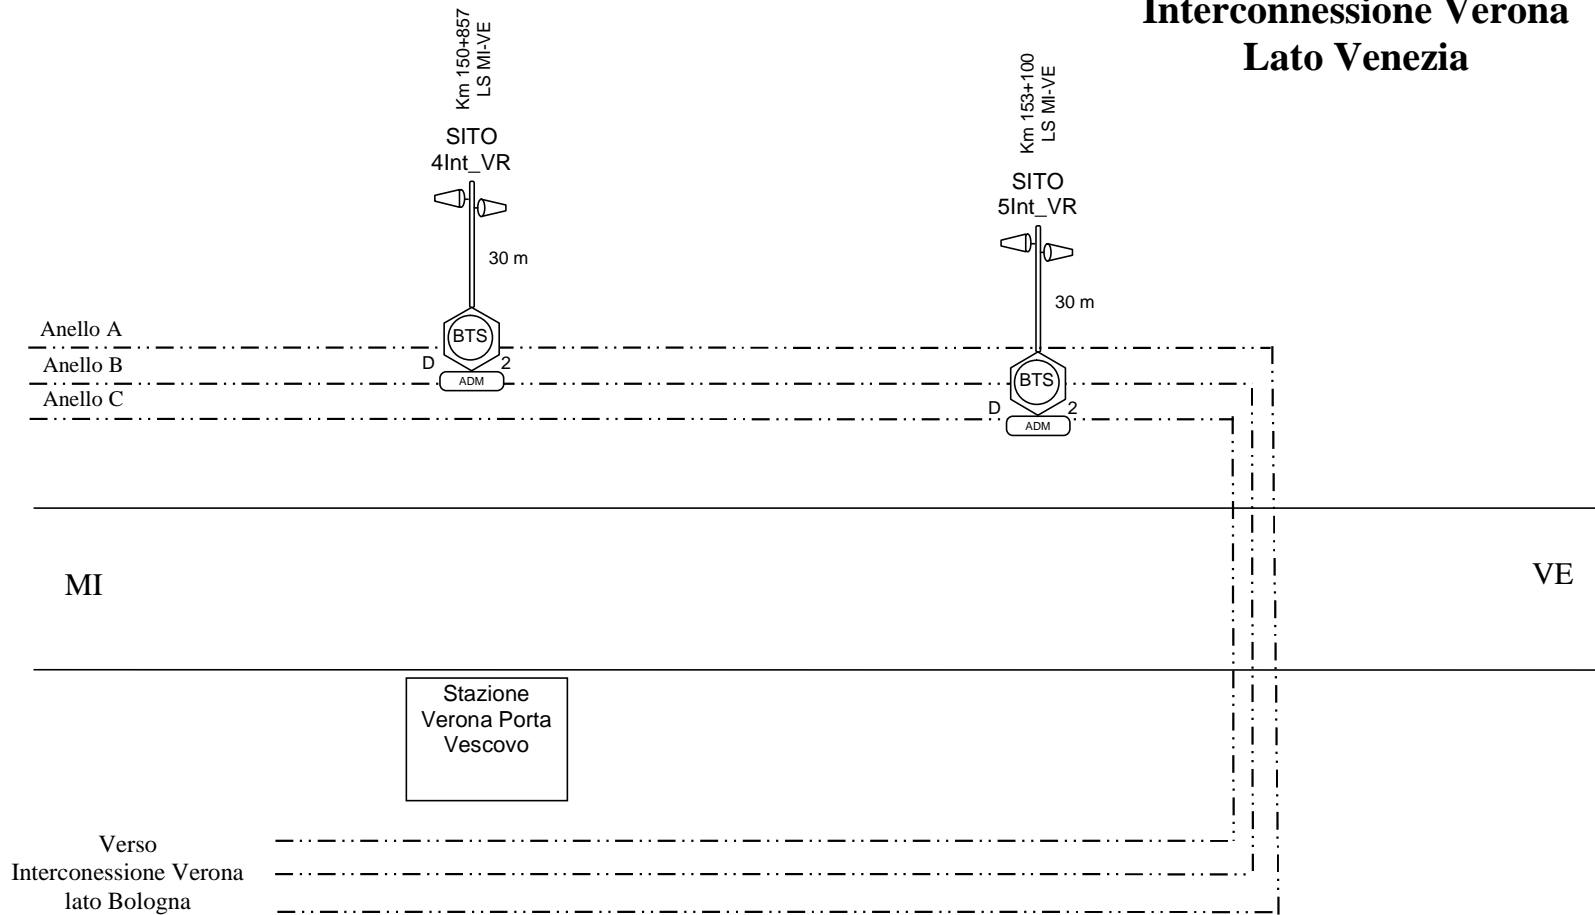 Interconnessione Verona
Lato Venezia
Km 150+857
LS MI-VE
SITO
4Int_VR
30 m
Km 153+100
LS MI-VE
SITO
5Int_VR
30 m
Anello A
BTS
D
2
ADM
Anello B
BTS
D
2
ADM
Anello C
MI
VE
Stazione
Verona Porta
Vescovo
Verso
Interconessione Verona
lato Bologna